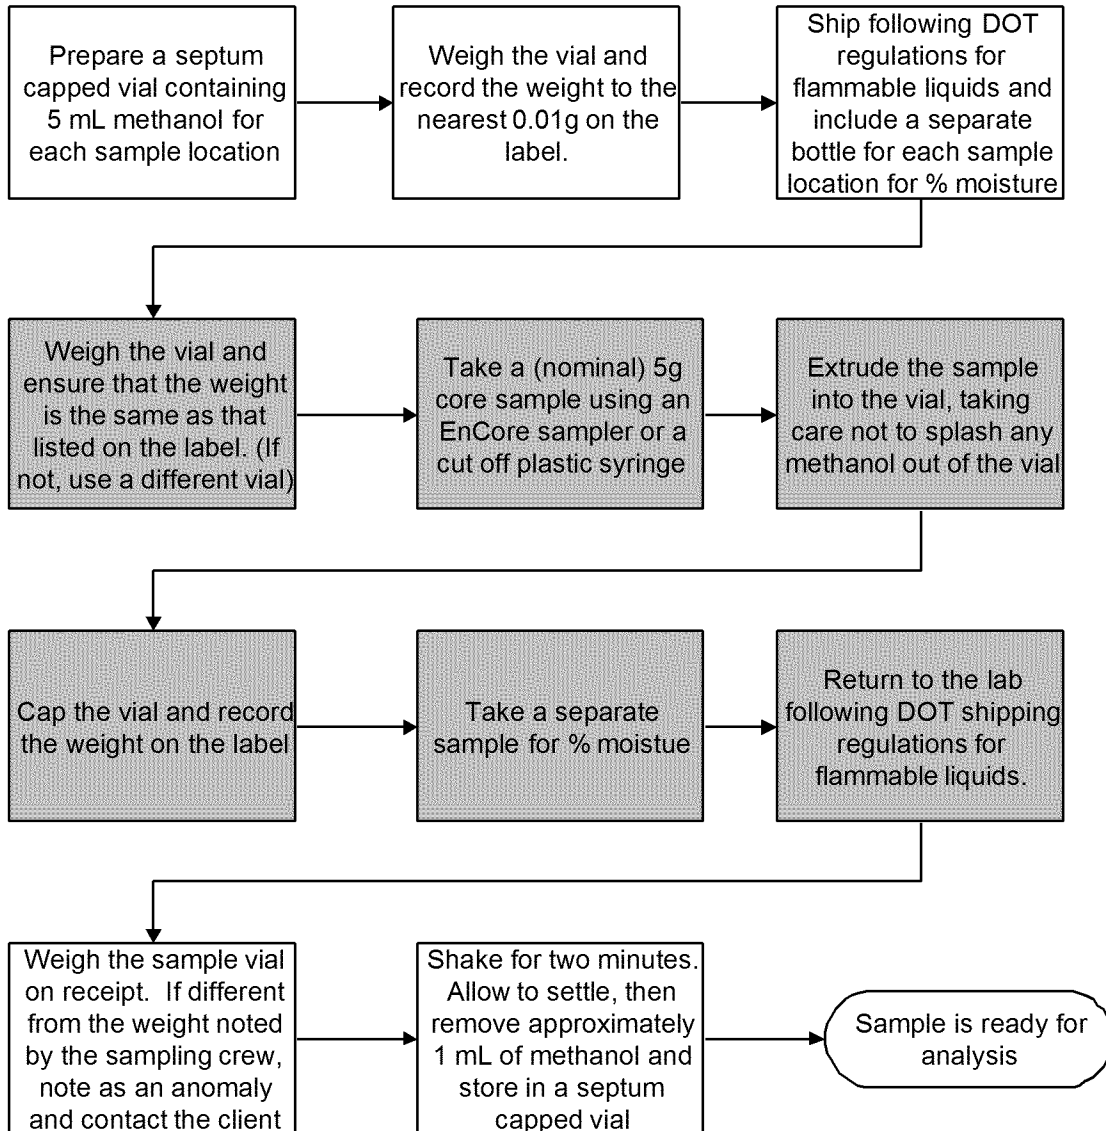 Prepare a septum
capped vial containing
5 mL methanol for
each sample location
Weigh the vial and
record the weight to the
nearest 0.01g on the
label.
Ship following DOT
regulations for
flammable liquids and
include a separate
bottle for each sample
location for % moisture
Weigh the vial and
ensure that the weight
is the same as that
listed on the label. (If
not, use a different vial)
Take a (nominal) 5g
core sample using an
EnCore sampler or a
cut off plastic syringe
Extrude the sample
into the vial, taking
care not to splash any
methanol out of the vial
Cap the vial and record
the weight on the label
Take a separate
sample for % moistue
Return to the lab
following DOT shipping
regulations for
flammable liquids.
Weigh the sample vial
on receipt. If different
from the weight noted
by the sampling crew,
note as an anomaly
and contact the client
Shake for two minutes.
Allow to settle, then
remove approximately
1 mL of methanol and
store in a septum
capped vial
Sample is ready for
analysis